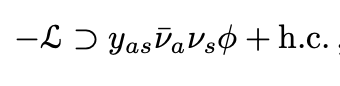 −ℒ ⊃ y_{as} ν̄_a ν_s ϕ + h.c. ,